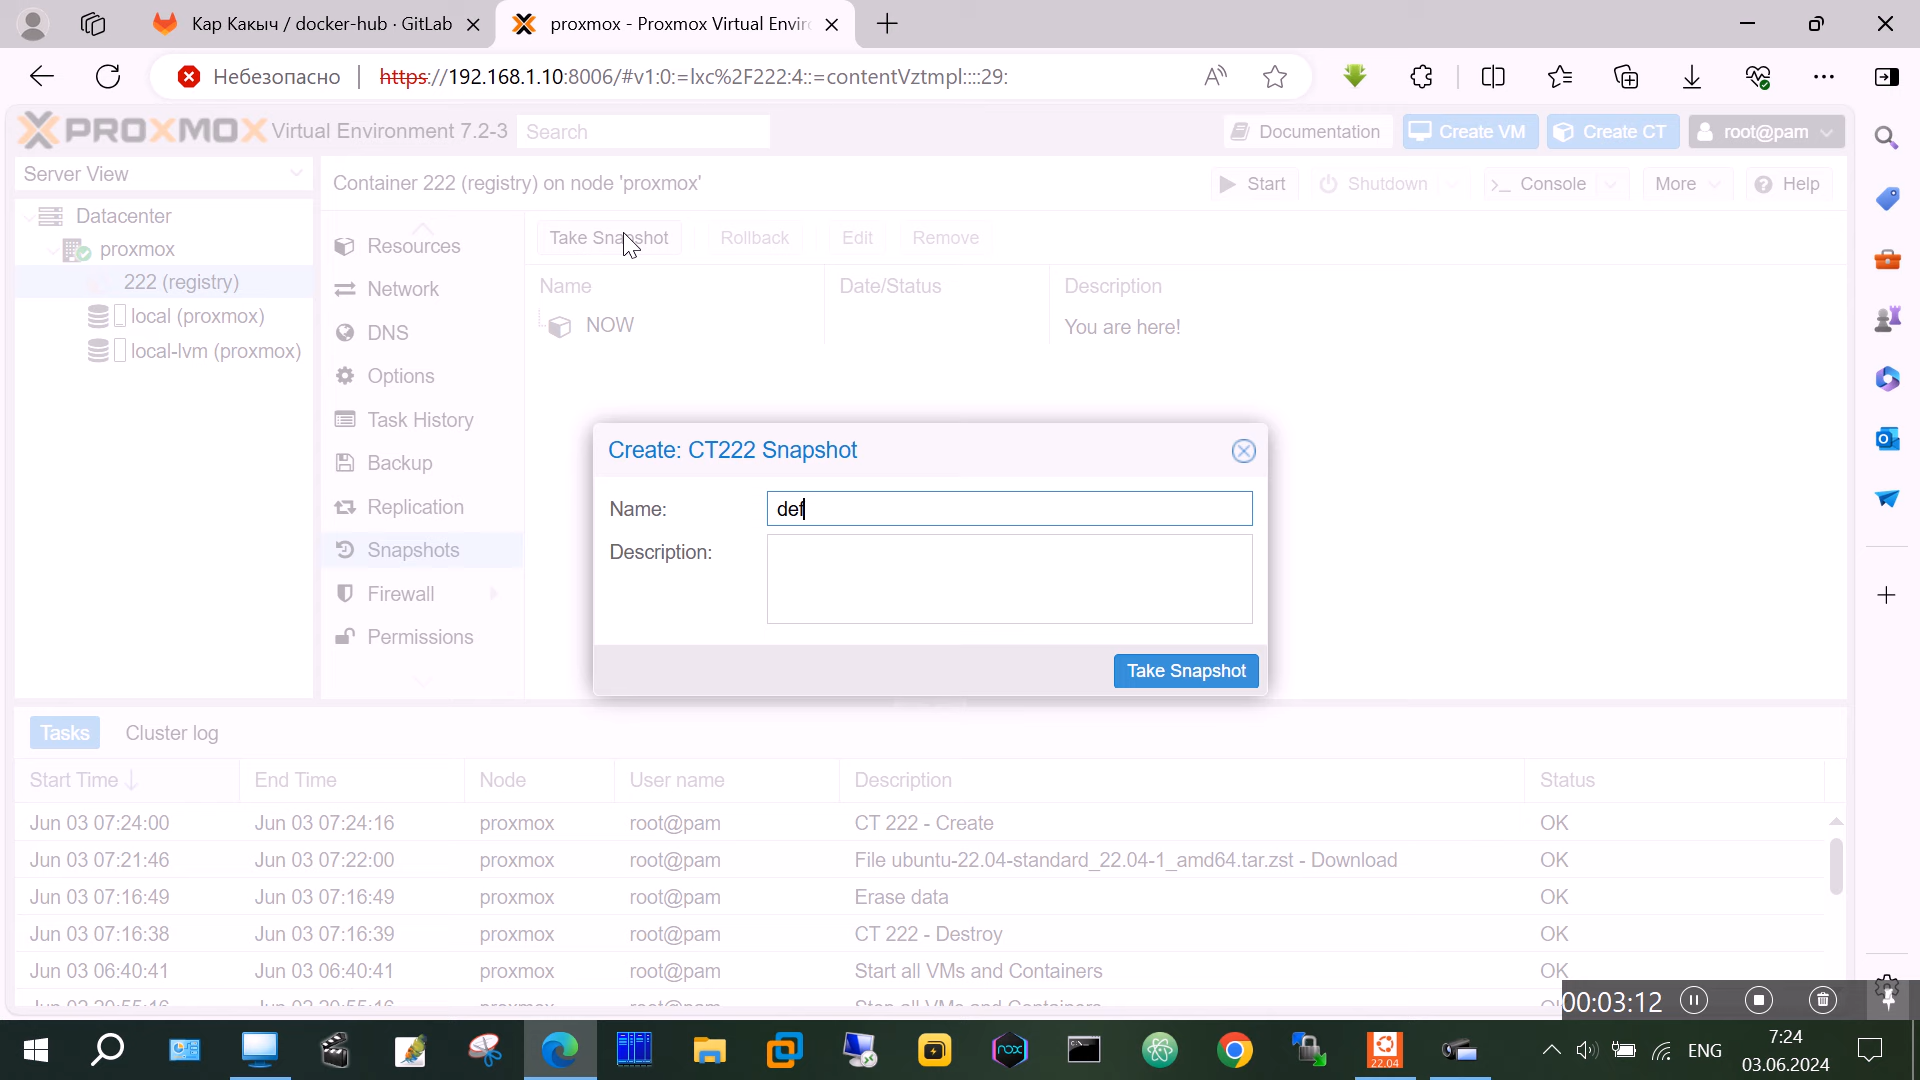 Кар Какыч / docker-hub · GitLab
proxmox - Proxmox Virtual Enviro
Небезопасно
https://192.168.1.10:8006/#v1:0:=lxc%2F222:4::=contentVztmpl::::29:
PROXMOX Virtual Environment 7.2-3
Search
Documentation
Create VM
Create CT
root@pam
Server View
Container 222 (registry) on node 'proxmox'
Start
Shutdown
Console
More
Help
Datacenter
proxmox
222 (registry)
local (proxmox)
local-lvm (proxmox)
Resources
Network
DNS
Options
Task History
Backup
Replication
Snapshots
Firewall
Permissions
Take Snapshot
Rollback
Edit
Remove
Name Date/Status Description
NOW You are here!
Create: CT222 Snapshot
Name: def
Description:
Take Snapshot
Tasks Cluster log
Start Time End Time Node User name Description Status
Jun 03 07:24:00 Jun 03 07:24:16 proxmox root@pam CT 222 - Create OK
Jun 03 07:21:46 Jun 03 07:22:00 proxmox root@pam File ubuntu-22.04-standard_22.04-1_amd64.tar.zst - Download OK
Jun 03 07:16:49 Jun 03 07:16:49 proxmox root@pam Erase data OK
Jun 03 07:16:38 Jun 03 07:16:39 proxmox root@pam CT 222 - Destroy OK
Jun 03 06:40:41 Jun 03 06:40:41 proxmox root@pam Start all VMs and Containers OK
00:03:12
nox
22.04
ENG
7:24
03.06.2024